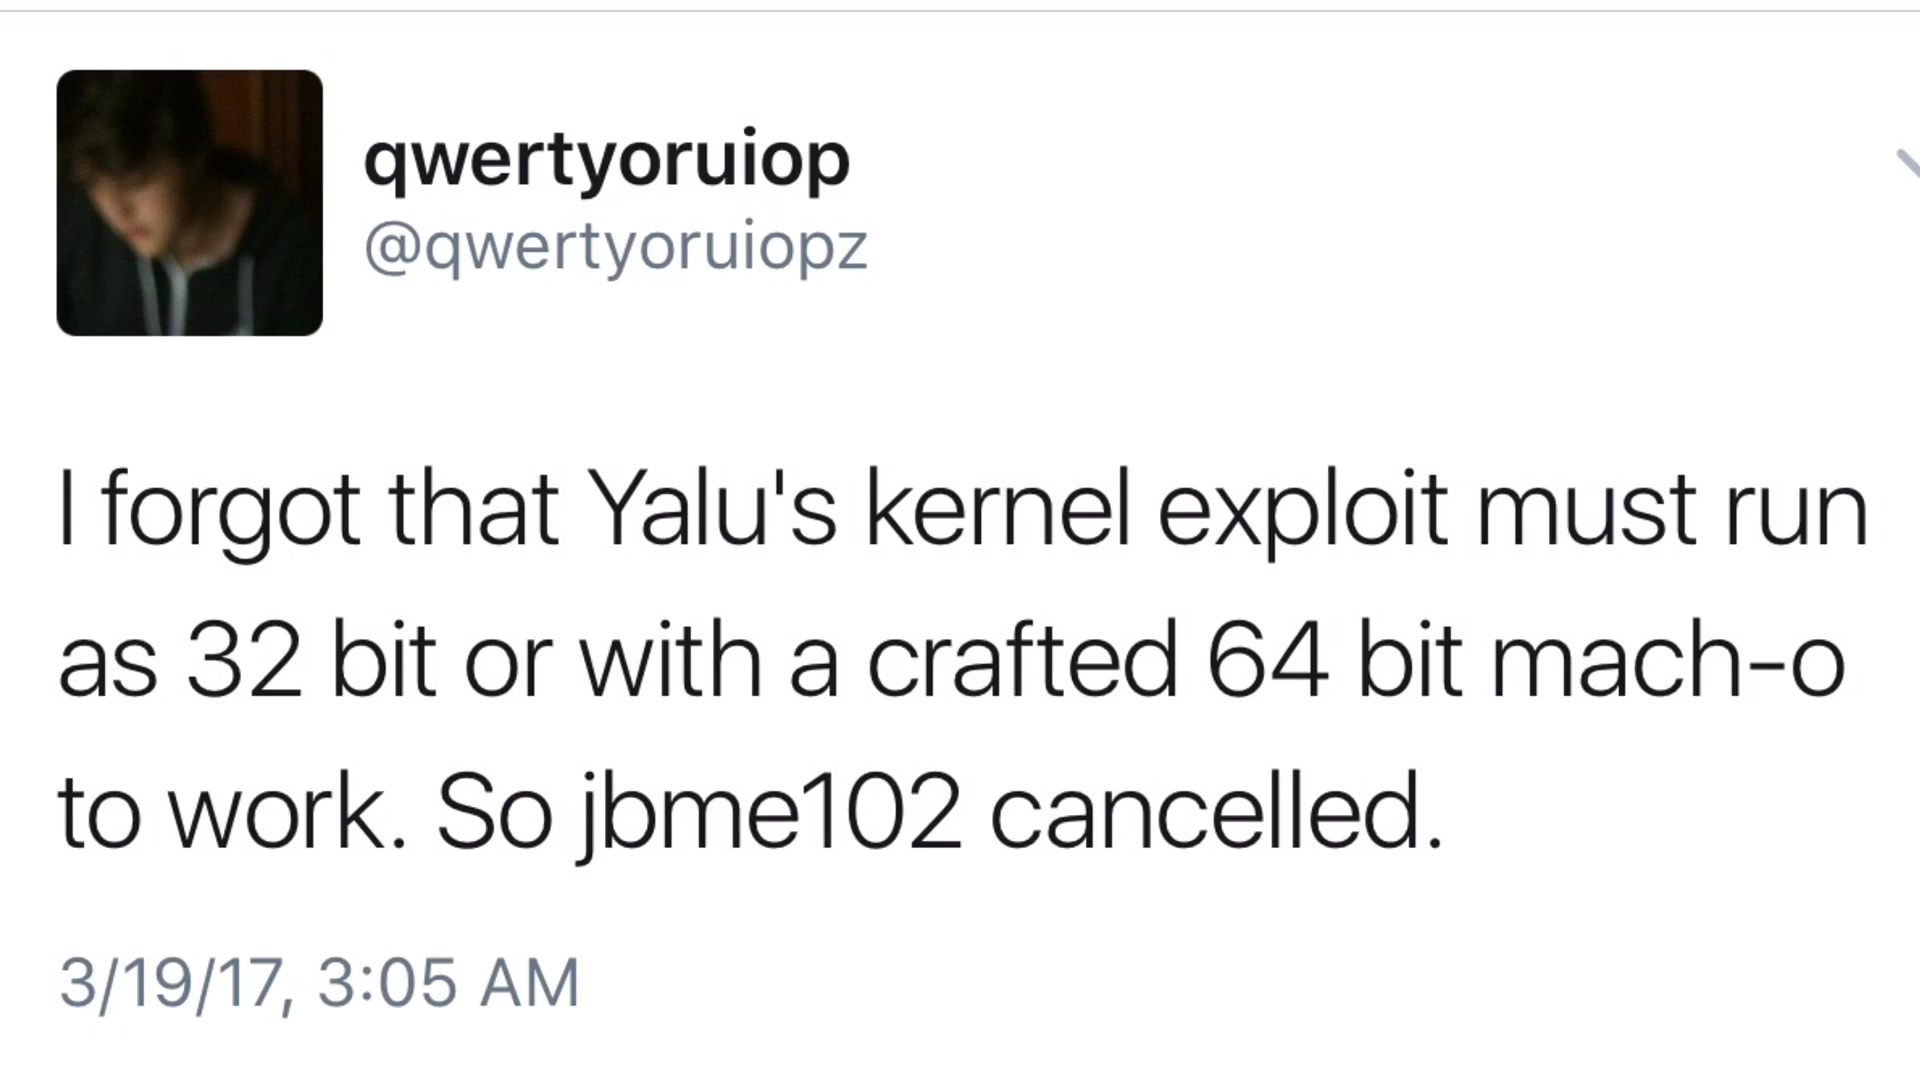 qwertyoruiop
@qwertyoruiopz
I forgot that Yalu's kernel exploit must run
as 32 bit or with a crafted 64 bit mach-o
to work. So jbme102 cancelled.
3/19/17, 3:05 AM